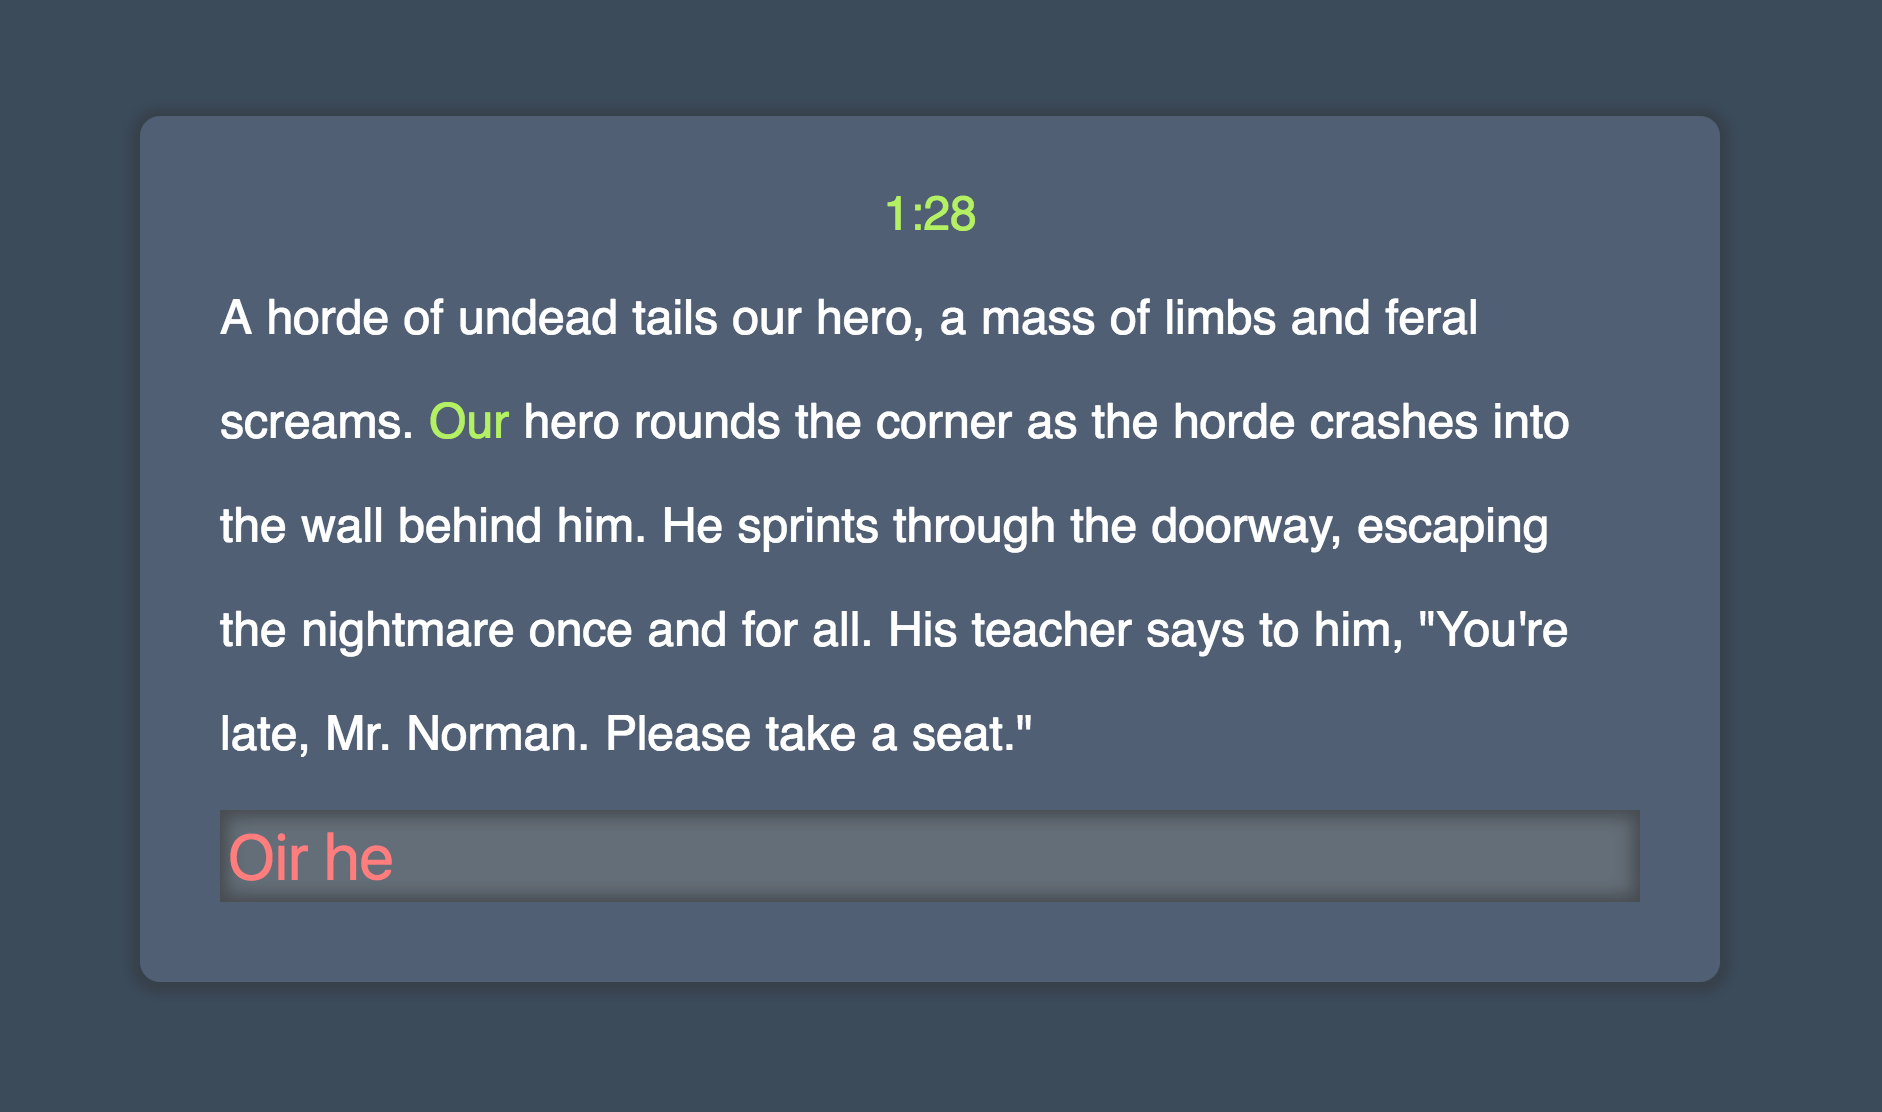 1:28
A horde of undead tails our hero, a mass of limbs and feral
screams. Our hero rounds the corner as the horde crashes into
the wall behind him. He sprints through the doorway, escaping
the nightmare once and for all. His teacher says to him, "You're
late, Mr. Norman. Please take a seat."
Oir he